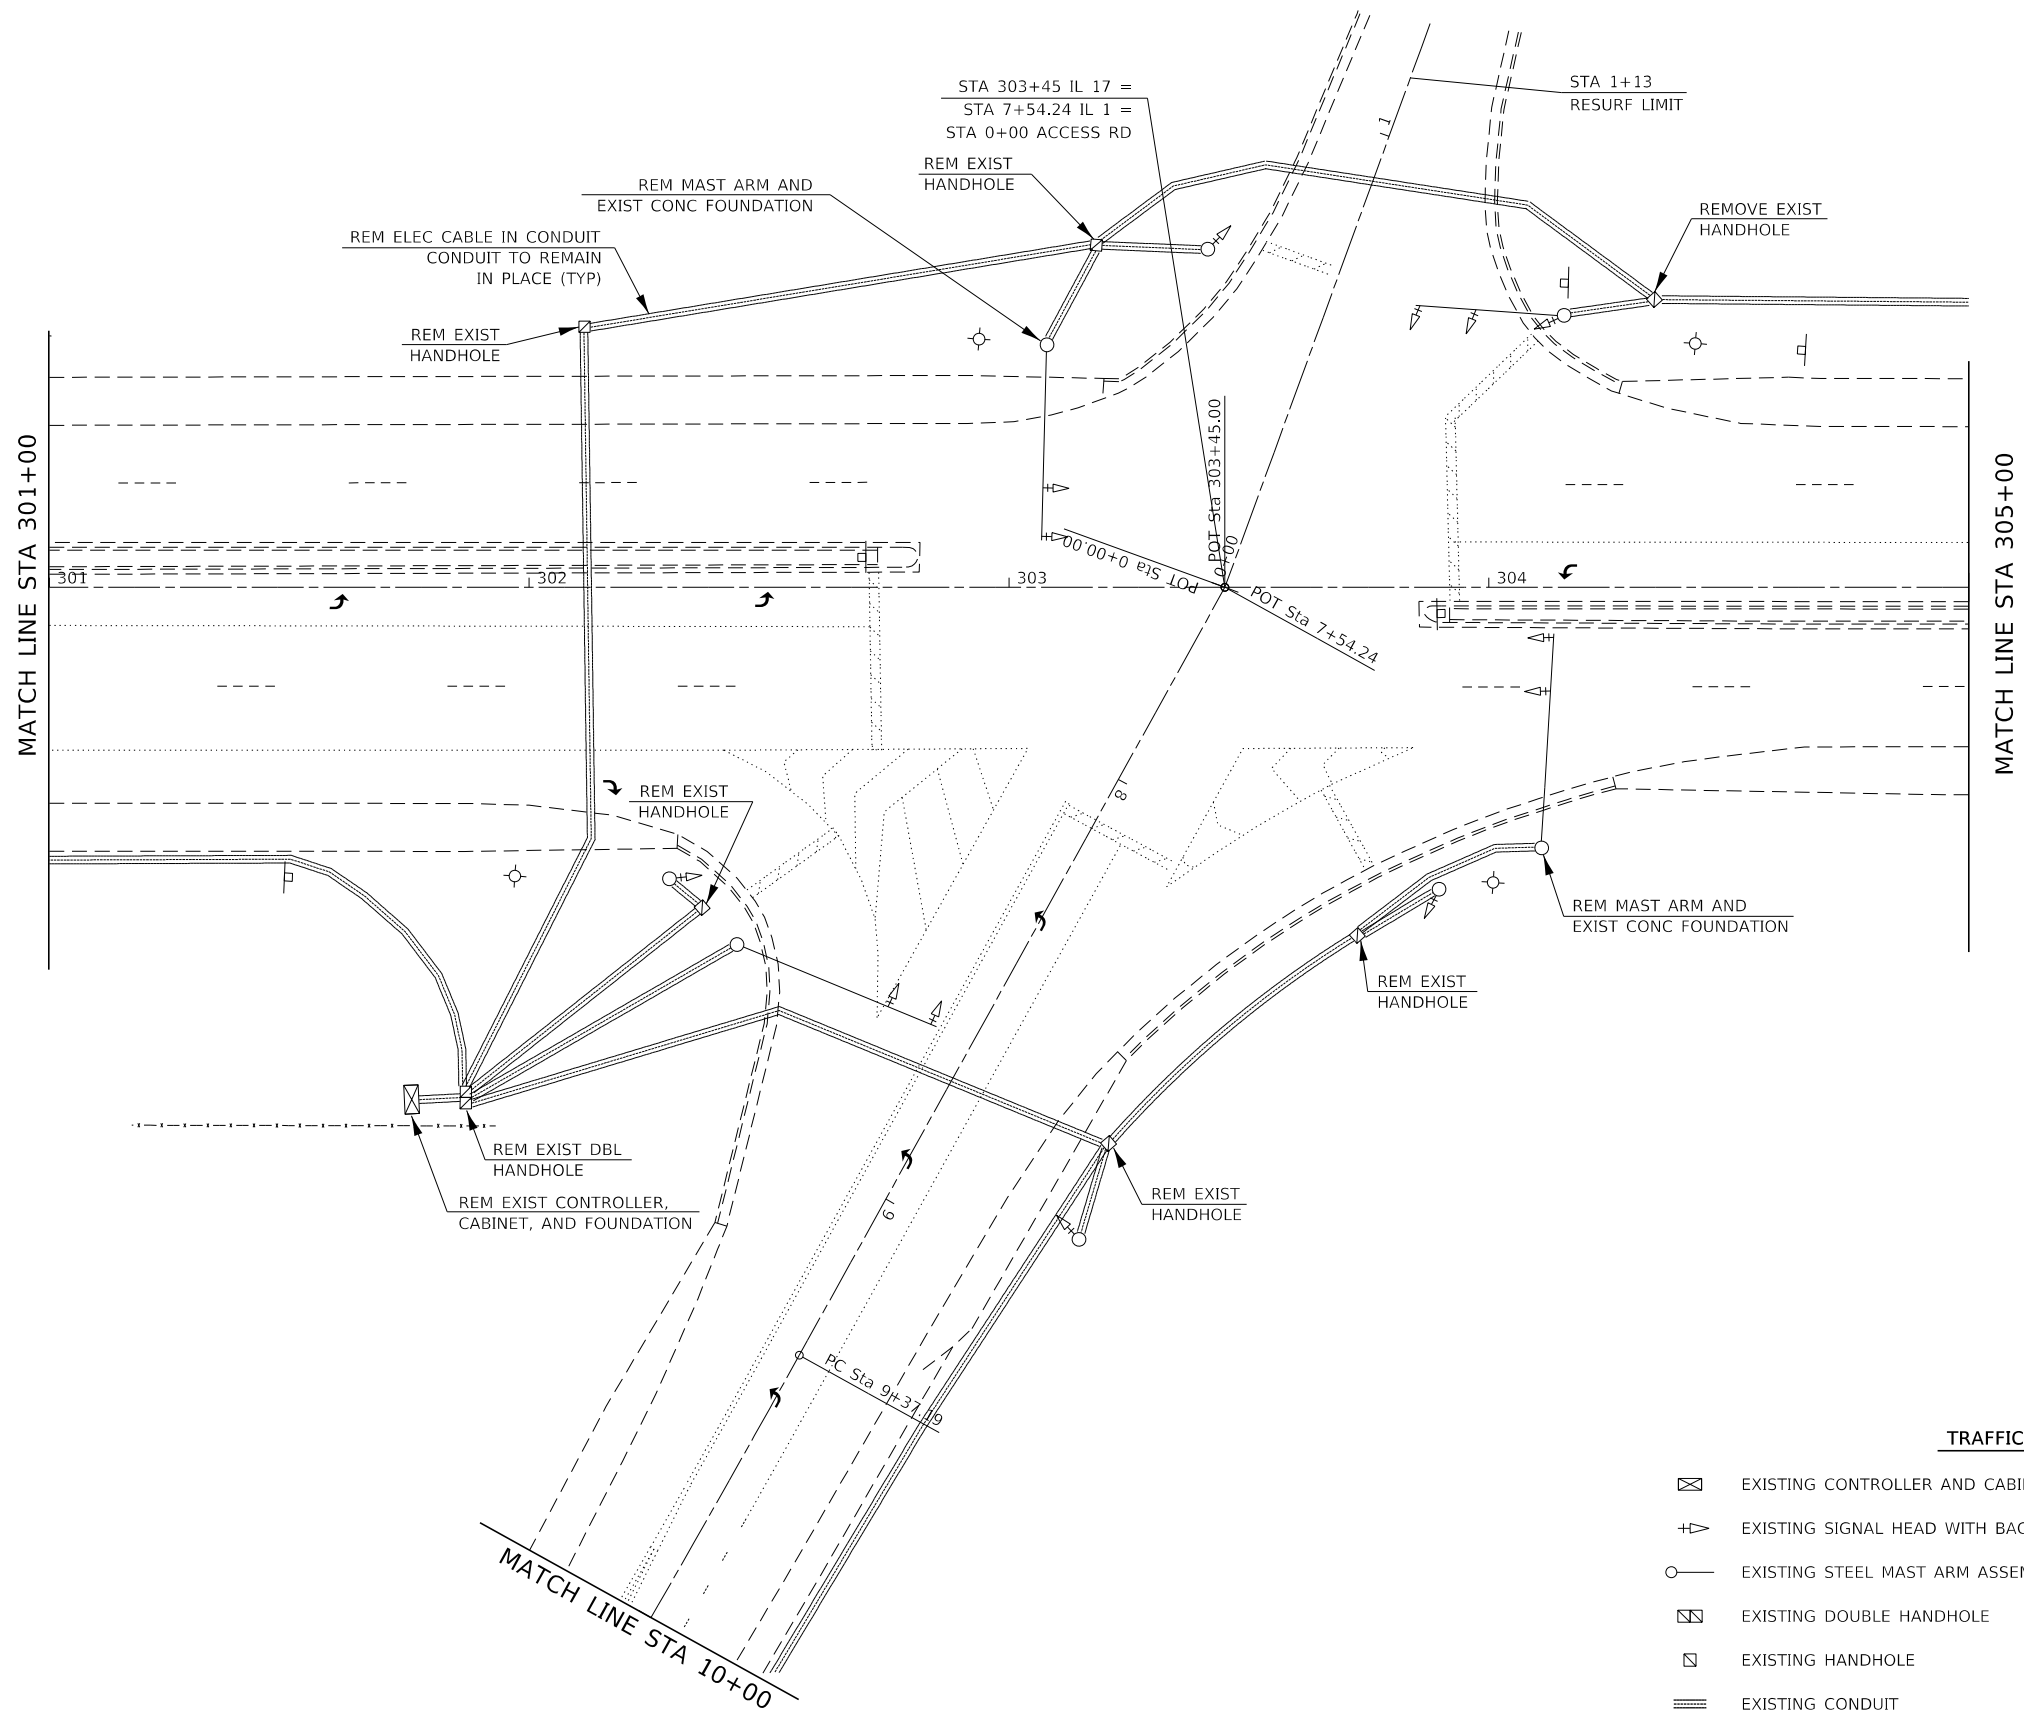 STA 303+45 IL 17 =
STA 7+54.24 IL 1 =
STA 0+00 ACCESS RD
STA 1+13
RESURF LIMIT
1
REM EXIST
HANDHOLE
REM MAST ARM AND
EXIST CONC FOUNDATION
REMOVE EXIST
HANDHOLE
REM ELEC CABLE IN CONDUIT
CONDUIT TO REMAIN
IN PLACE (TYP)
REM EXIST
HANDHOLE
MATCH LINE STA 301+00
MATCH LINE STA 305+00
POT Sta 303+45.00
0+00
POT Sta 0+00.00
POT Sta 7+54.24
301
302
303
304
8
REM EXIST
HANDHOLE
REM MAST ARM AND
EXIST CONC FOUNDATION
REM EXIST
HANDHOLE
REM EXIST DBL
HANDHOLE
REM EXIST CONTROLLER,
CABINET, AND FOUNDATION
REM EXIST
HANDHOLE
9
PC Sta 9+37.19
MATCH LINE STA 10+00
TRAFFIC
EXISTING CONTROLLER AND CABI
EXISTING SIGNAL HEAD WITH BAC
EXISTING STEEL MAST ARM ASSE
EXISTING DOUBLE HANDHOLE
EXISTING HANDHOLE
EXISTING CONDUIT